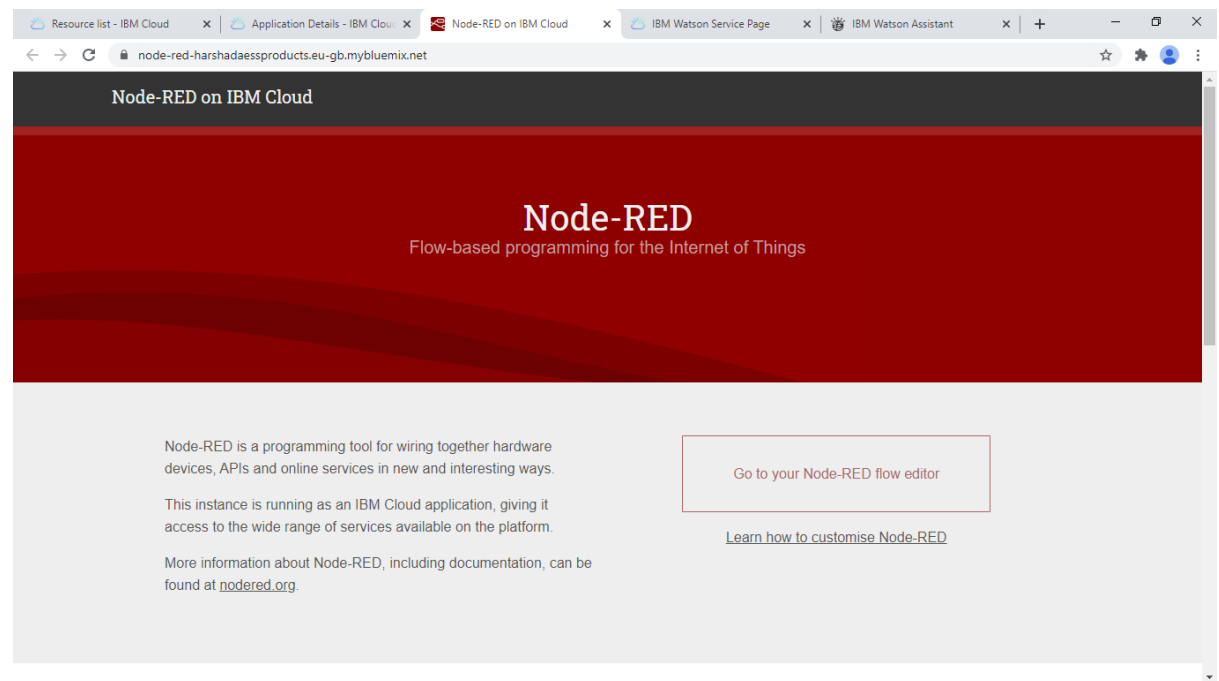 Resource list - IBM Cloud
Application Details - IBM Clou
Node-RED on IBM Cloud
IBM Watson Service Page
IBM Watson Assistant
node-red-harshadaessproducts.eu-gb.mybluemix.net
Node-RED on IBM Cloud
Node-RED
Flow-based programming for the Internet of Things
Node-RED is a programming tool for wiring together hardware
devices, APIs and online services in new and interesting ways.
This instance is running as an IBM Cloud application, giving it
access to the wide range of services available on the platform.
More information about Node-RED, including documentation, can be
found at nodered.org.
Go to your Node-RED flow editor
Learn how to customise Node-RED